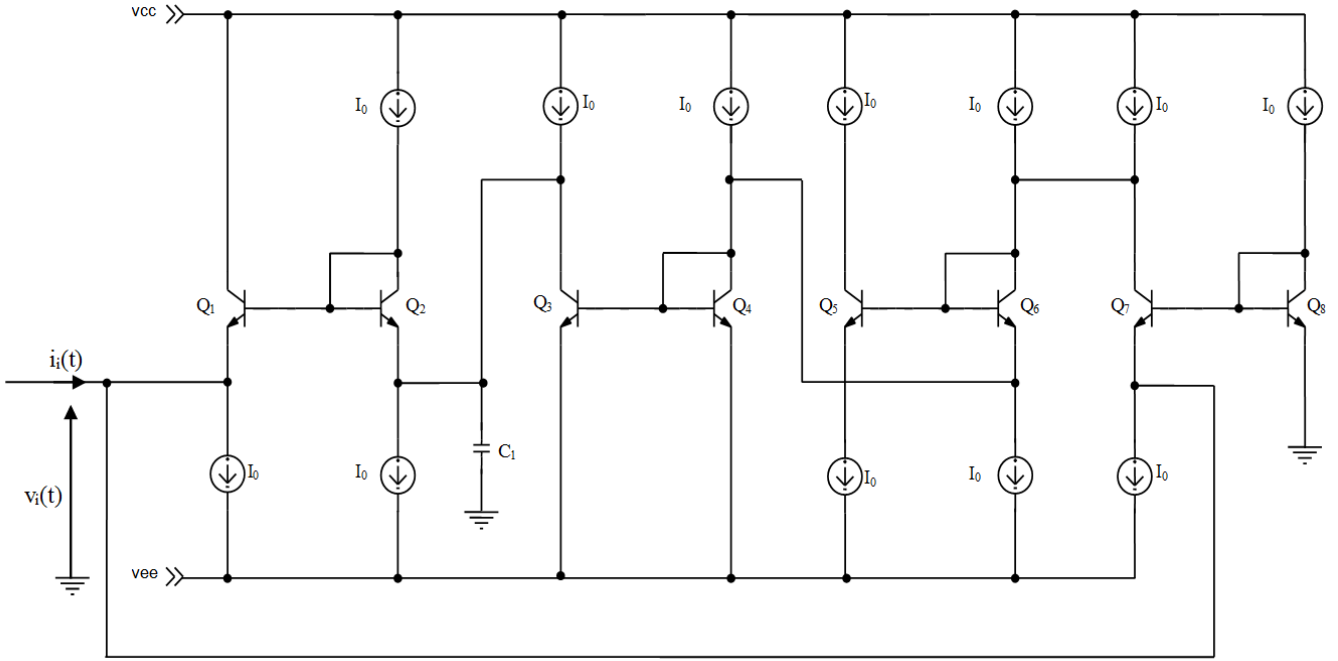 vcc
I₀ I₀ I₀ I₀ I₀ I₀ I₀
Q₁ Q₂ Q₃ Q₄ Q₅ Q₆ Q₇ Q₈
iᵢ(t)
C₁
I₀ I₀ I₀ I₀ I₀
vᵢ(t)
vee